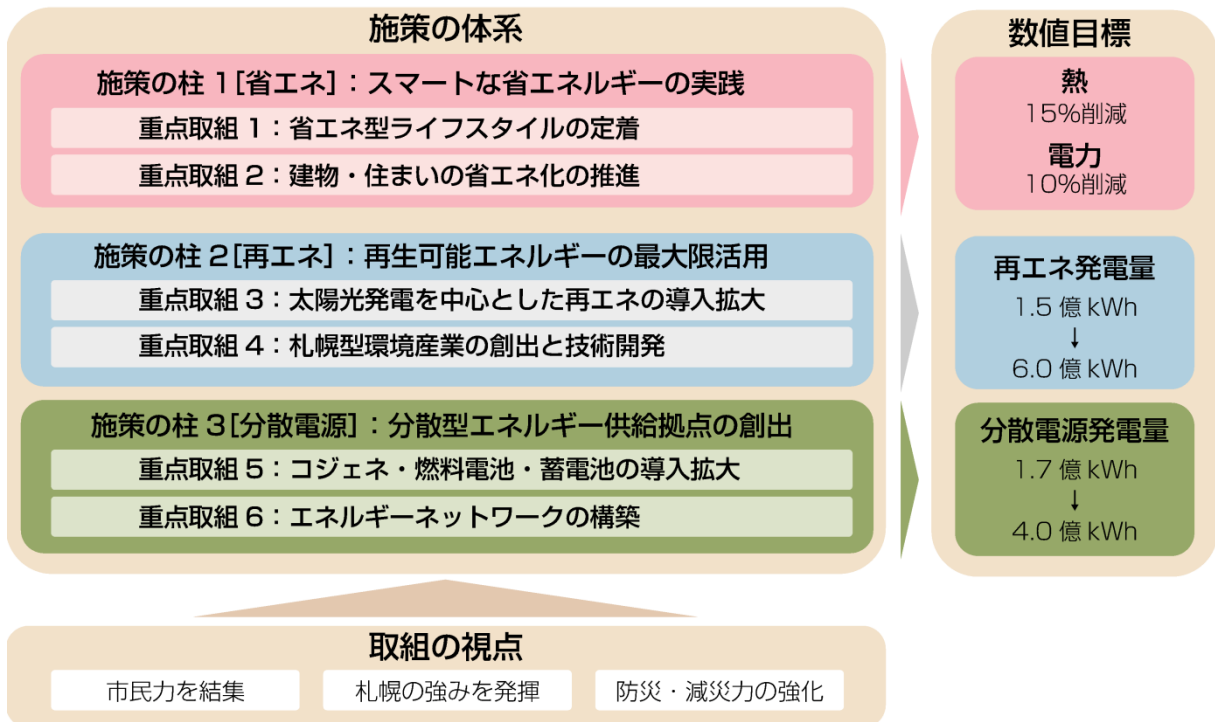 施策の体系
施策の柱 1[省エネ]：スマートな省エネルギーの実践
重点取組 1：省エネ型ライフスタイルの定着
重点取組 2：建物・住まいの省エネ化の推進
施策の柱 2[再エネ]：再生可能エネルギーの最大限活用
重点取組 3：太陽光発電を中心とした再エネの導入拡大
重点取組 4：札幌型環境産業の創出と技術開発
施策の柱 3[分散電源]：分散型エネルギー供給拠点の創出
重点取組 5：コジェネ・燃料電池・蓄電池の導入拡大
重点取組 6：エネルギーネットワークの構築
数値目標
熱
15%削減
電力
10%削減
再エネ発電量
1.5 億 kWh
↓
6.0 億 kWh
分散電源発電量
1.7 億 kWh
↓
4.0 億 kWh
取組の視点
市民力を結集
札幌の強みを発揮
防災・減災力の強化